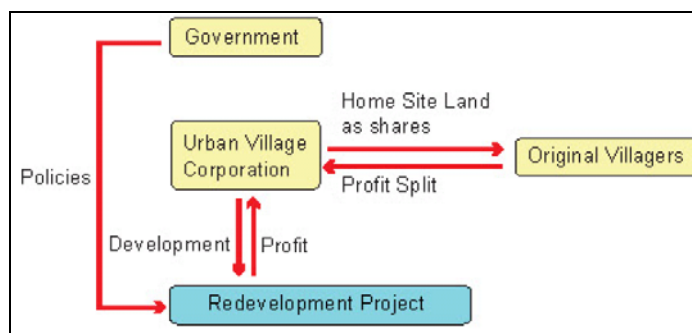 Government
Home Site Land
as shares
Urban Village
Corporation
Original Villagers
Policies
Profit Split
Development
Profit
Redevelopment Project